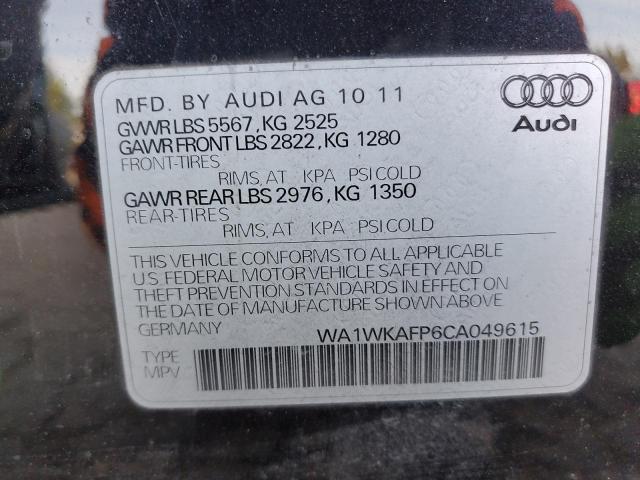 MFD. BY AUDI AG 10 11
GVWR LBS 5567, KG 2525
GAWR FRONT LBS 2822, KG 1280
FRONT-TIRES
RIMS, AT KPA PSI COLD
GAWR REAR LBS 2976, KG 1350
REAR-TIRES
RIMS, AT KPA PSI COLD
THIS VEHICLE CONFORMS TO ALL APPLICABLE
U.S. FEDERAL MOTOR VEHICLE SAFETY AND
THEFT PREVENTION STANDARDS IN EFFECT ON
THE DATE OF MANUFACTURE SHOWN ABOVE
GERMANY WA1WKAFP6CA049615
TYPE
MPV
Audi